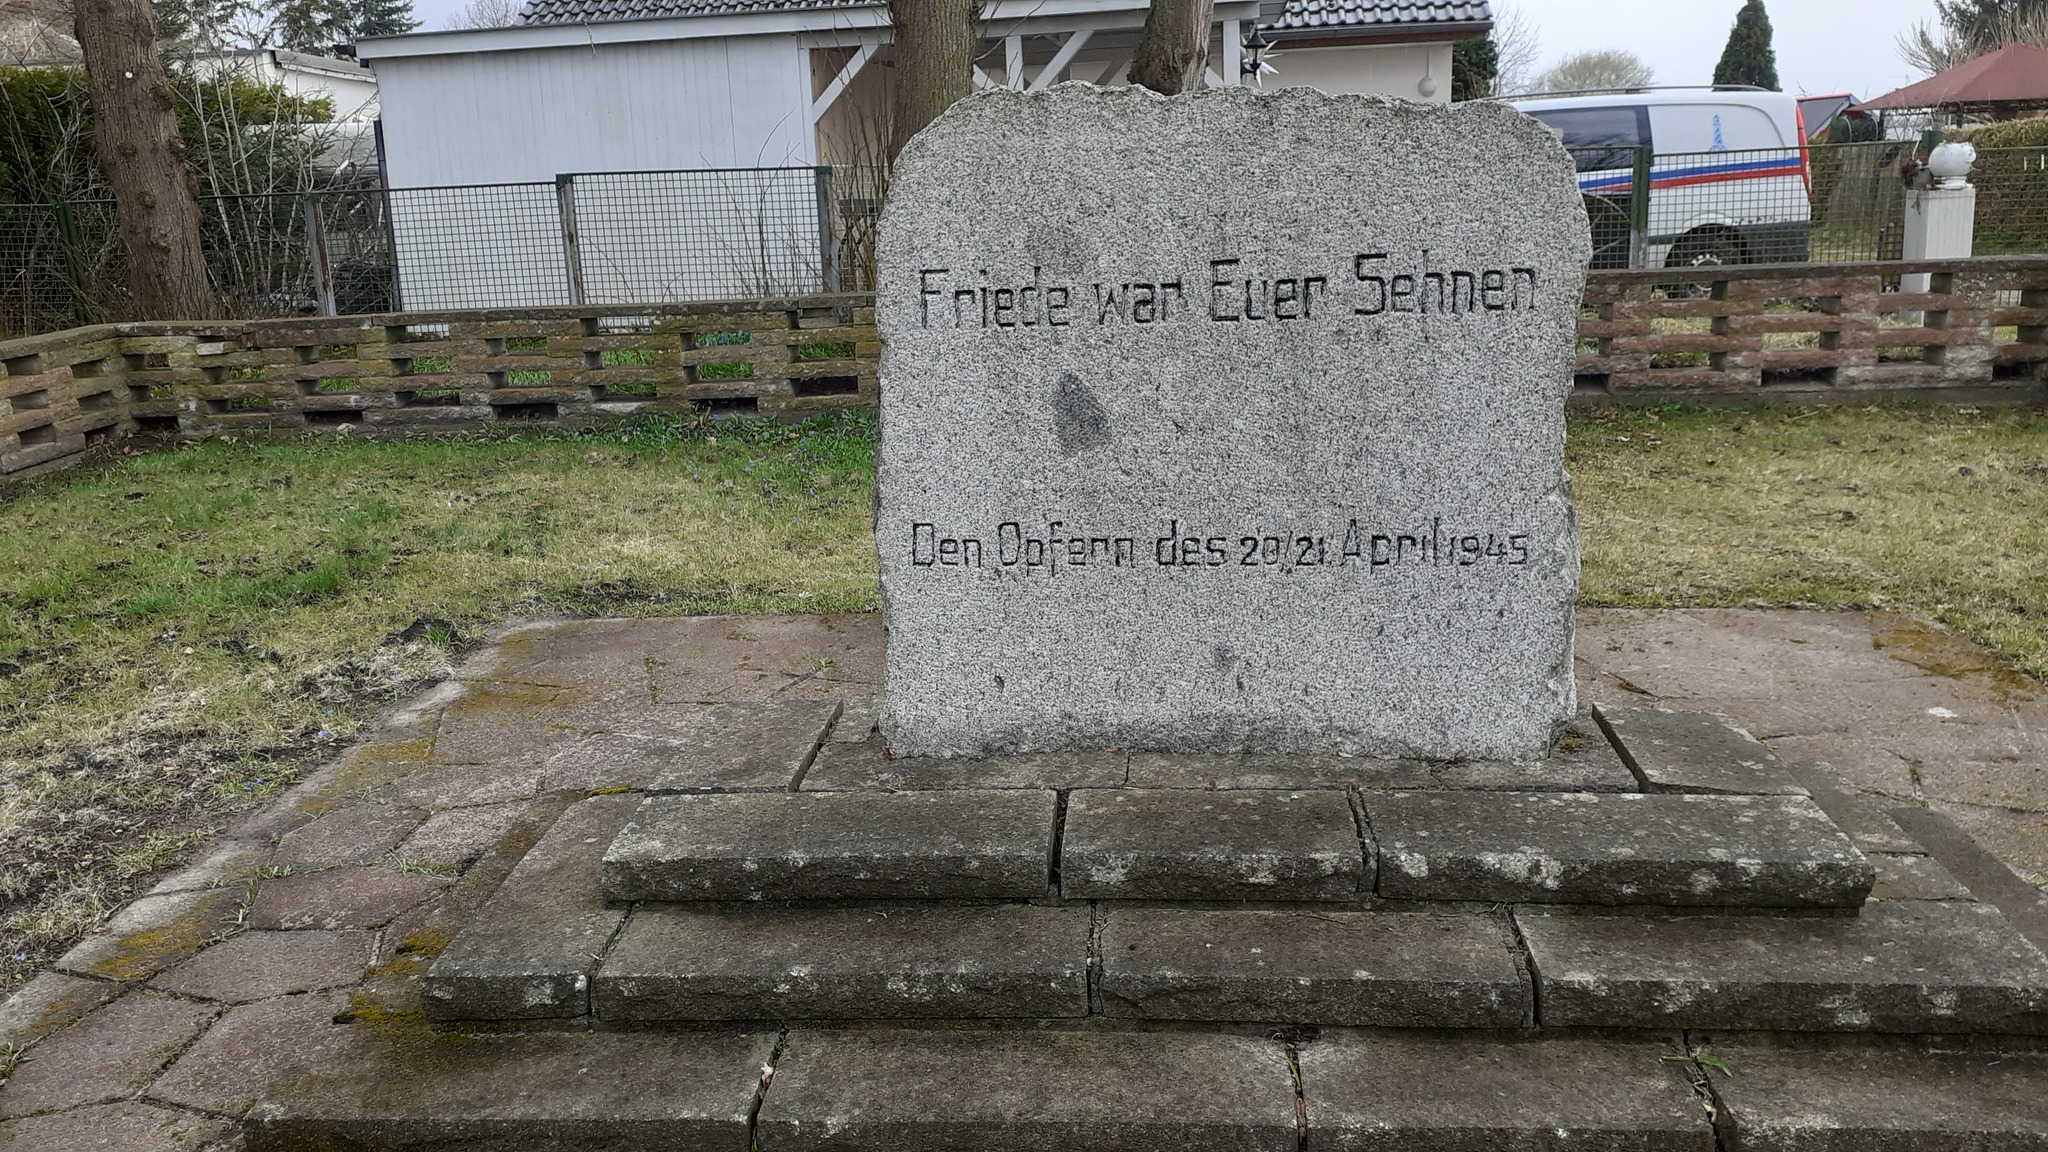 Friede war Euer Sehnen
Den Opfern des 20/21 April 1945